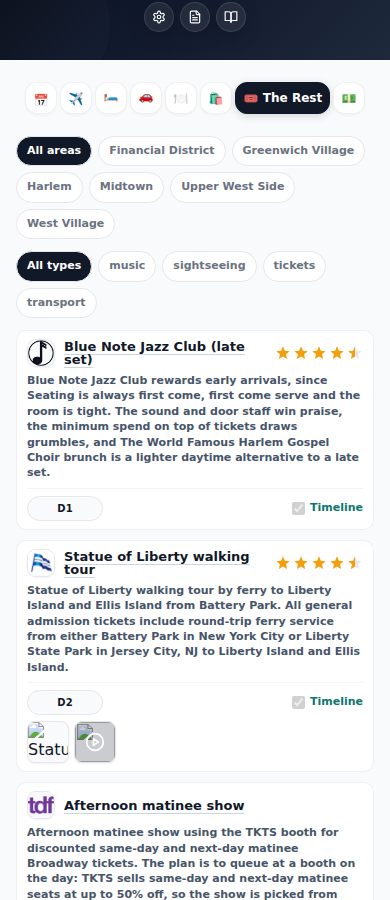 The Rest
All areas
Financial District
Greenwich Village
Harlem
Midtown
Upper West Side
West Village
All types
music
sightseeing
tickets
transport
Blue Note Jazz Club (late
set)
Blue Note Jazz Club rewards early arrivals, since
Seating is always first come, first come serve and the
room is tight. The sound and door staff win praise,
the minimum spend on top of tickets draws
grumbles, and The World Famous Harlem Gospel
Choir brunch is a lighter daytime alternative to a late
set.
D1
Timeline
Statue of Liberty walking
tour
Statue of Liberty walking tour by ferry to Liberty
Island and Ellis Island from Battery Park. All general
admission tickets include round-trip ferry service
from either Battery Park in New York City or Liberty
State Park in Jersey City, NJ to Liberty Island and Ellis
Island.
D2
Timeline
Statu
tdf
Afternoon matinee show
Afternoon matinee show using the TKTS booth for
discounted same-day and next-day matinee
Broadway tickets. The plan is to queue at a booth on
the day: TKTS sells same-day and next-day matinee
seats at up to 50% off, so the show is picked from